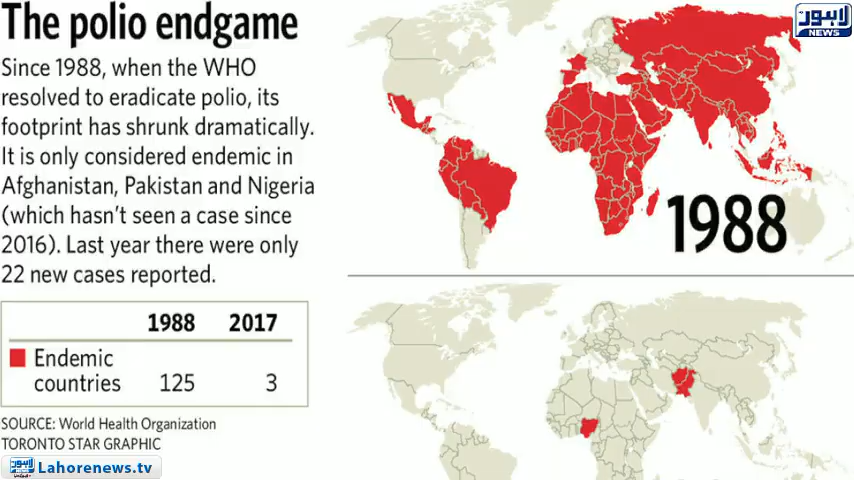 The polio endgame
Since 1988, when the WHO
resolved to eradicate polio, its
footprint has shrunk dramatically.
It is only considered endemic in
Afghanistan, Pakistan and Nigeria
(which hasn't seen a case since
2016). Last year there were only
22 new cases reported.
1988 2017
Endemic
countries 125 3
SOURCE: World Health Organization
TORONTO STAR GRAPHIC
Lahorenews.tv
1988
لاہور
NEWS